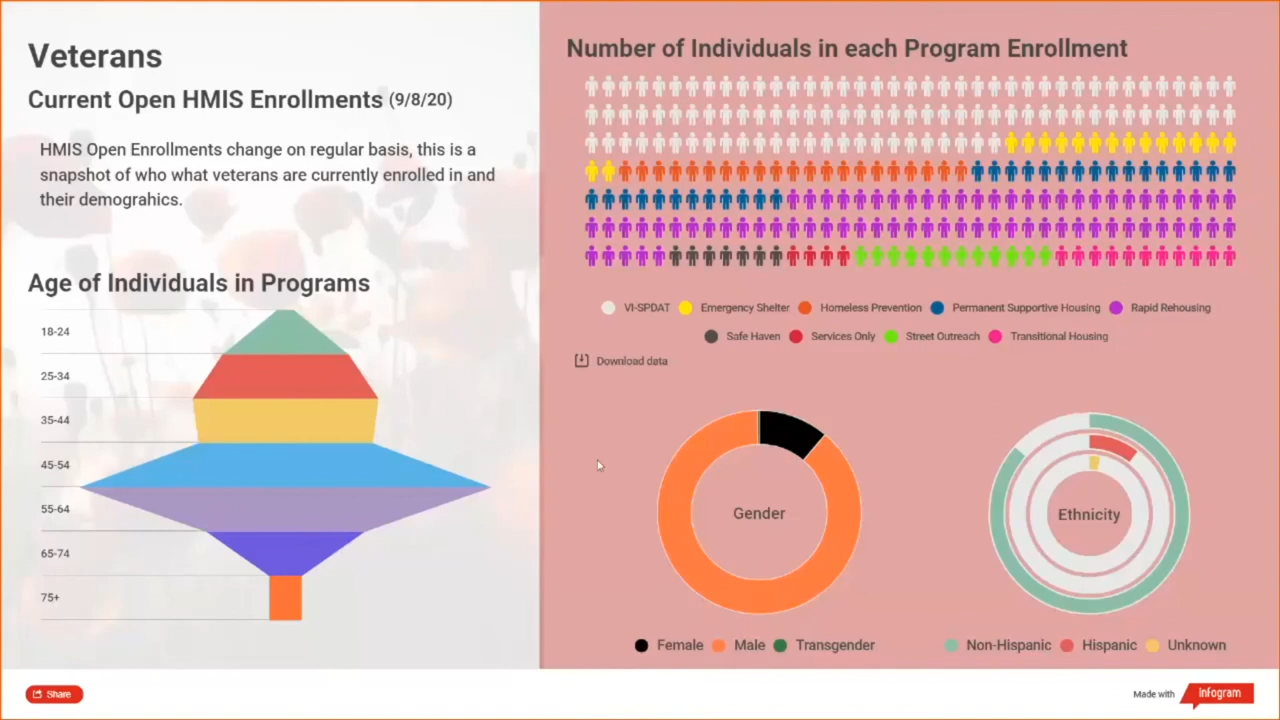 Veterans
Current Open HMIS Enrollments (9/8/20)
HMIS Open Enrollments change on regular basis, this is a
snapshot of who what veterans are currently enrolled in and
their demograhics.
Age of Individuals in Programs
18-24
25-34
35-44
45-54
55-64
65-74
75+
Number of Individuals in each Program Enrollment
VI-SPDAT Emergency Shelter Homeless Prevention Permanent Supportive Housing Rapid Rehousing
Safe Haven Services Only Street Outreach Transitional Housing
Download data
Gender
Female Male Transgender
Ethnicity
Non-Hispanic Hispanic Unknown
Share
Made with infogram